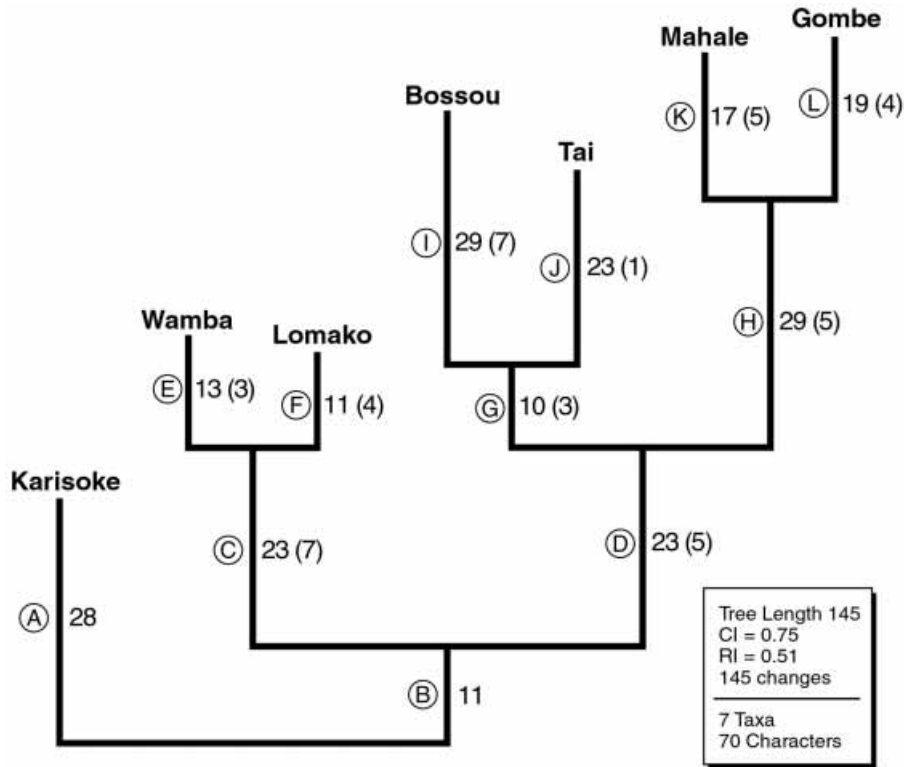 Gombe
Mahale
Bossou
K 17 (5)
L 19 (4)
Tai
I 29 (7)
J 23 (1)
Wamba
Lomako
H 29 (5)
E 13 (3)
F 11 (4)
G 10 (3)
Karisoke
C 23 (7)
D 23 (5)
A 28
B 11
Tree Length 145
CI = 0.75
RI = 0.51
145 changes
7 Taxa
70 Characters